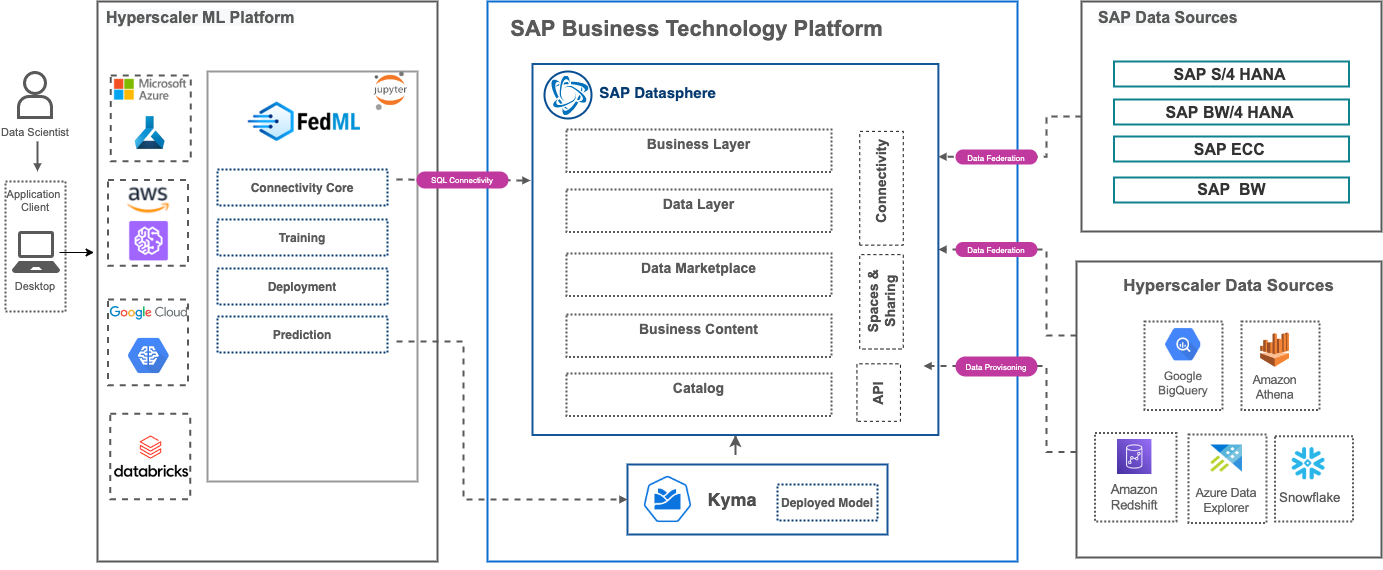 Data Scientist
Application
Client
Desktop
Hyperscaler ML Platform
Microsoft
Azure
aws
Google Cloud
databricks
jupyter
FedML
Connectivity Core
Training
Deployment
Prediction
SQL Connectivity
SAP Business Technology Platform
SAP Datasphere
Business Layer
Data Layer
Data Marketplace
Business Content
Catalog
Connectivity
Spaces &
Sharing
API
Kyma
Deployed Model
Data Federation
Data Federation
Data Provisoning
SAP Data Sources
SAP S/4 HANA
SAP BW/4 HANA
SAP ECC
SAP BW
Hyperscaler Data Sources
Google
BigQuery
Amazon
Athena
Amazon
Redshift
Azure Data
Explorer
Snowflake